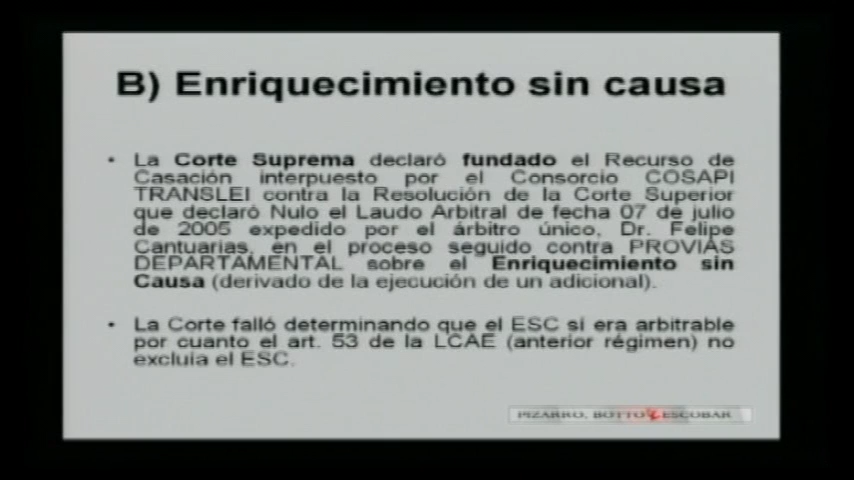 B) Enriquecimiento sin causa
• La Corte Suprema declaró fundado el Recurso de
Casación interpuesto por el Consorcio COSAPI
TRANSLEI contra la Resolución de la Corte Superior
que declaró Nulo el Laudo Arbitral de fecha 07 de julio
de 2005 expedido por el árbitro único, Dr. Felipe
Cantuarias, en el proceso seguido contra PROVIAS
DEPARTAMENTAL sobre el Enriquecimiento sin
Causa (derivado de la ejecución de un adicional).
• La Corte falló determinando que el ESC si era arbitrable
por cuanto el art. 53 de la LCAE (anterior régimen) no
excluia el ESC.
PIZARRO, BOTTO & ESCOBAR